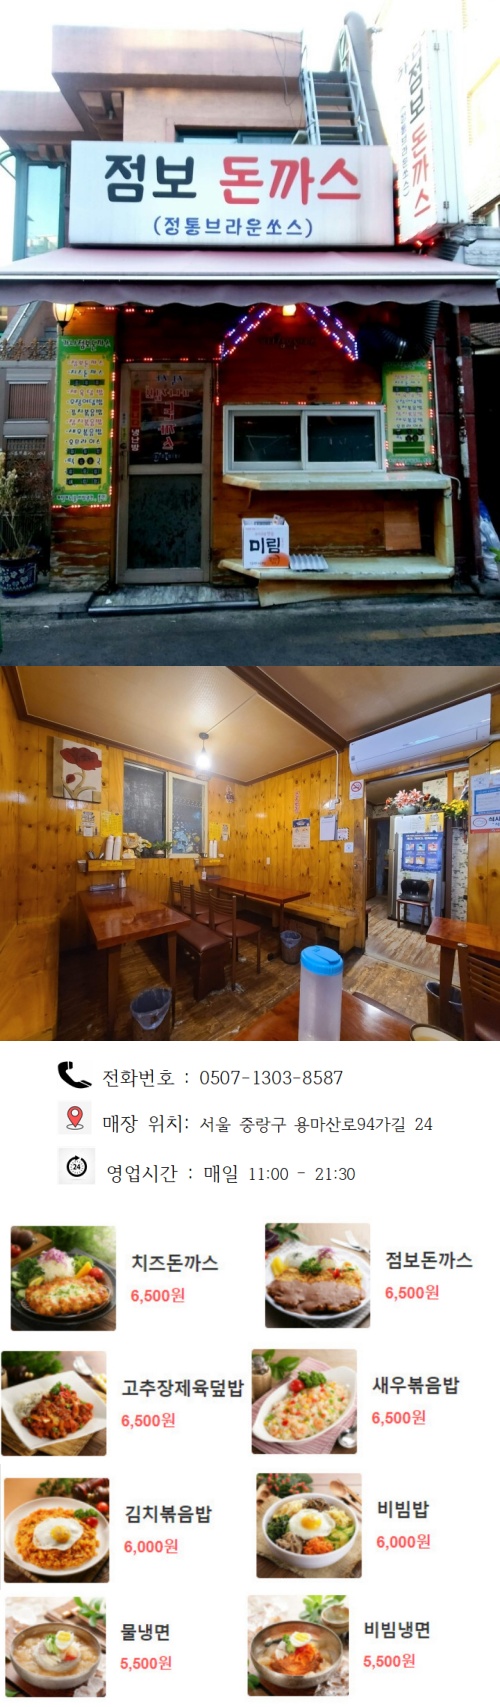 점보 돈까스
(정통브라운쏘스)
점보 돈까스
미림
전화번호 : 0507-1303-8587
매장 위치: 서울 중랑구 용마산로94가길 24
24
영업시간 : 매일 11:00 - 21:30
치즈돈까스
6,500원
점보돈까스
6,500원
고추장제육덮밥
6,500원
새우볶음밥
6,500원
김치볶음밥
6,000원
비빔밥
6,000원
물냉면
5,500원
비빔냉면
5,500원